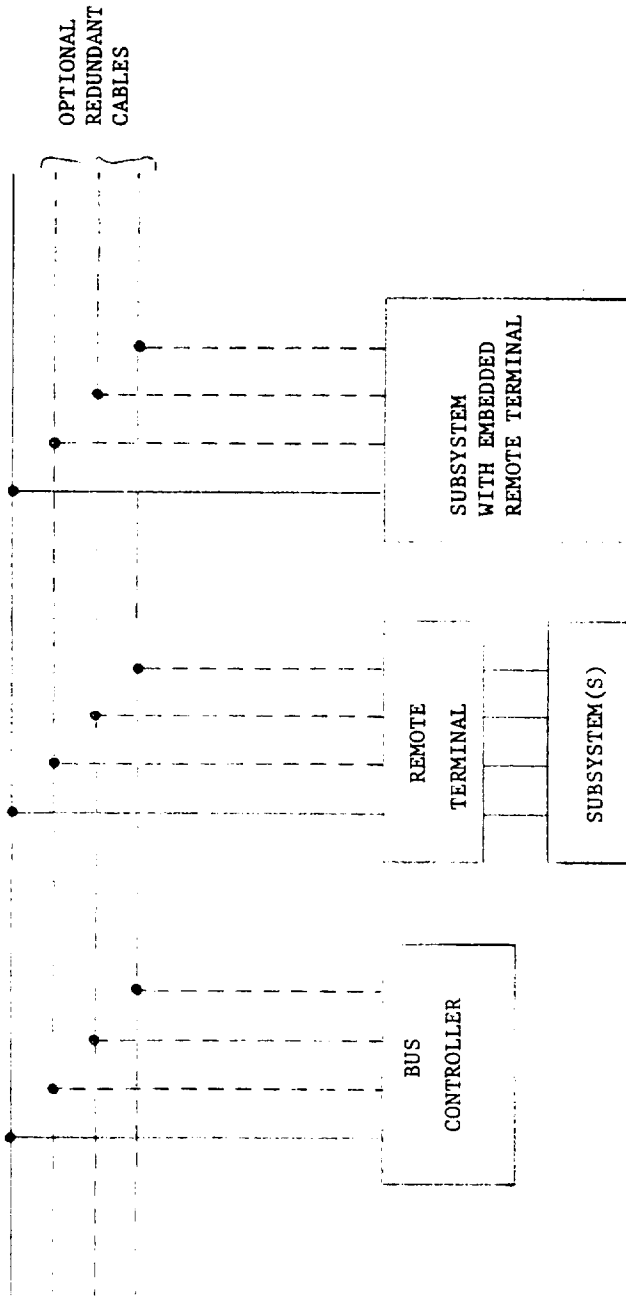 OPTIONAL
REDUNDANT
CABLES
BUS
CONTROLLER
REMOTE
TERMINAL
SUBSYSTEM(S)
SUBSYSTEM
WITH EMBEDDED
REMOTE TERMINAL